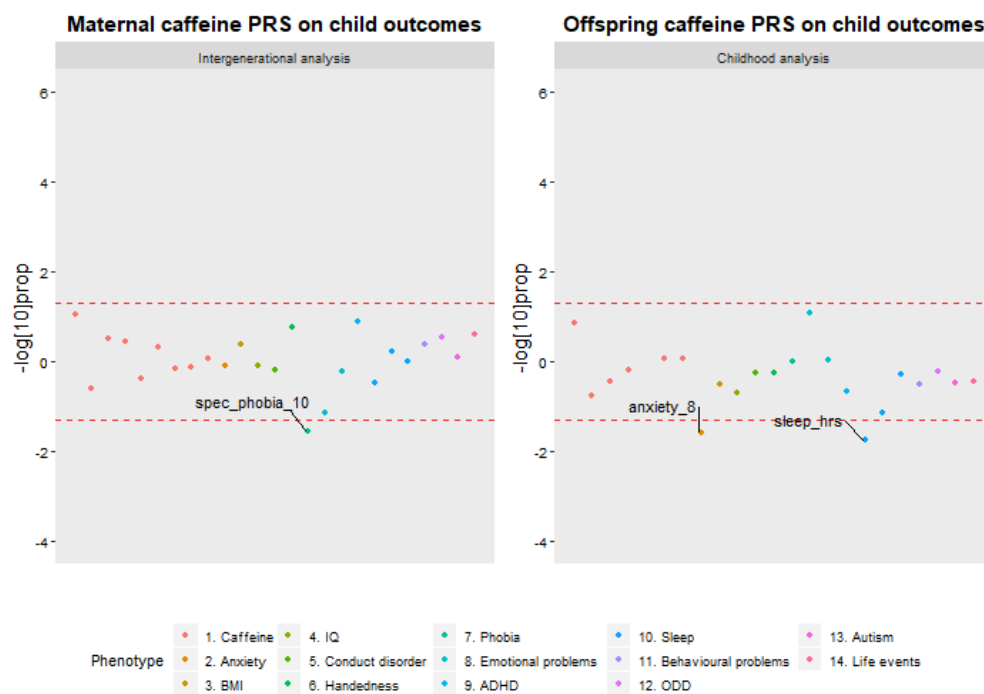 Maternal caffeine PRS on child outcomes
Intergenerational analysis
6
4
2
0
-2
-4
-log[10]prop
spec_phobia_10
Offspring caffeine PRS on child outcomes
Childhood analysis
6
4
2
0
-2
-4
-log[10]prop
anxiety_8
sleep_hrs
Phenotype
1. Caffeine
2. Anxiety
3. BMI
4. IQ
5. Conduct disorder
6. Handedness
7. Phobia
8. Emotional problems
9. ADHD
10. Sleep
11. Behavioural problems
12. ODD
13. Autism
14. Life events